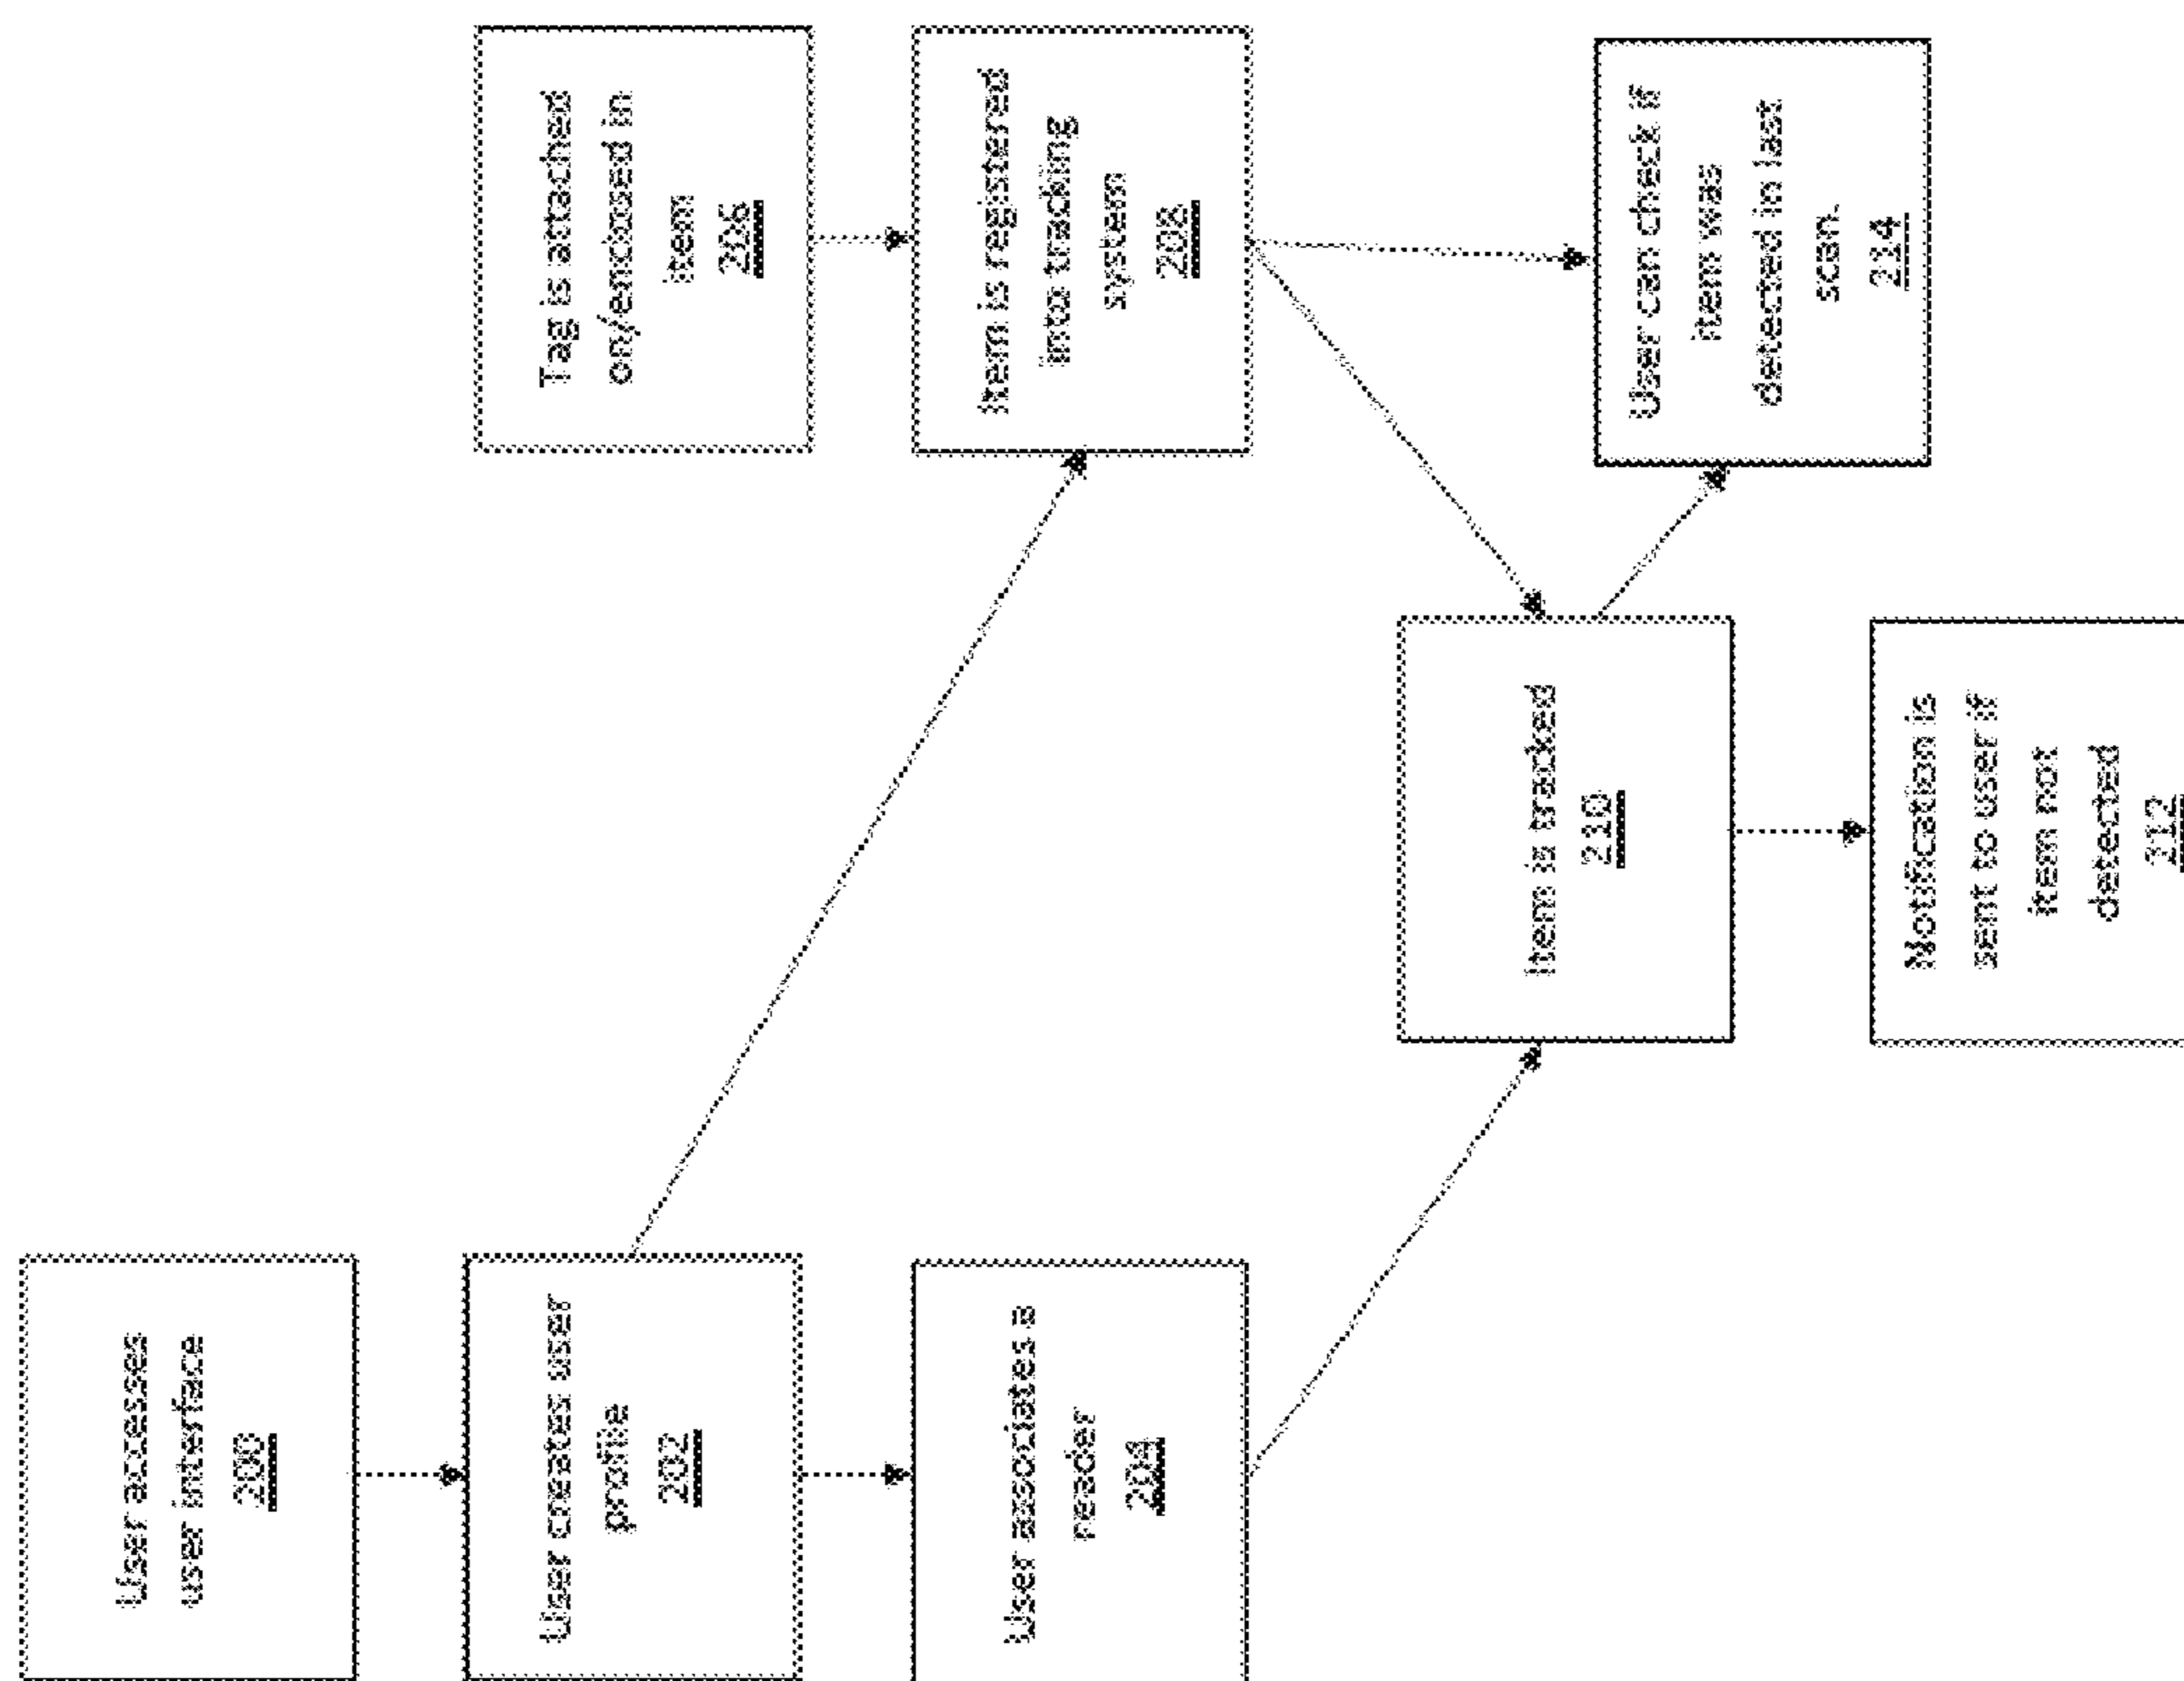 User accesses
user interface
200
User creates user
profile
202
User associates a
reader
204
Tag is attached
on/enclosed in
item
206
Item is registered
into tracking
system
208
Item is tracked
210
Notification is
sent to user if
item not
detected
212
User can check if
item was
detected in last
scan.
214